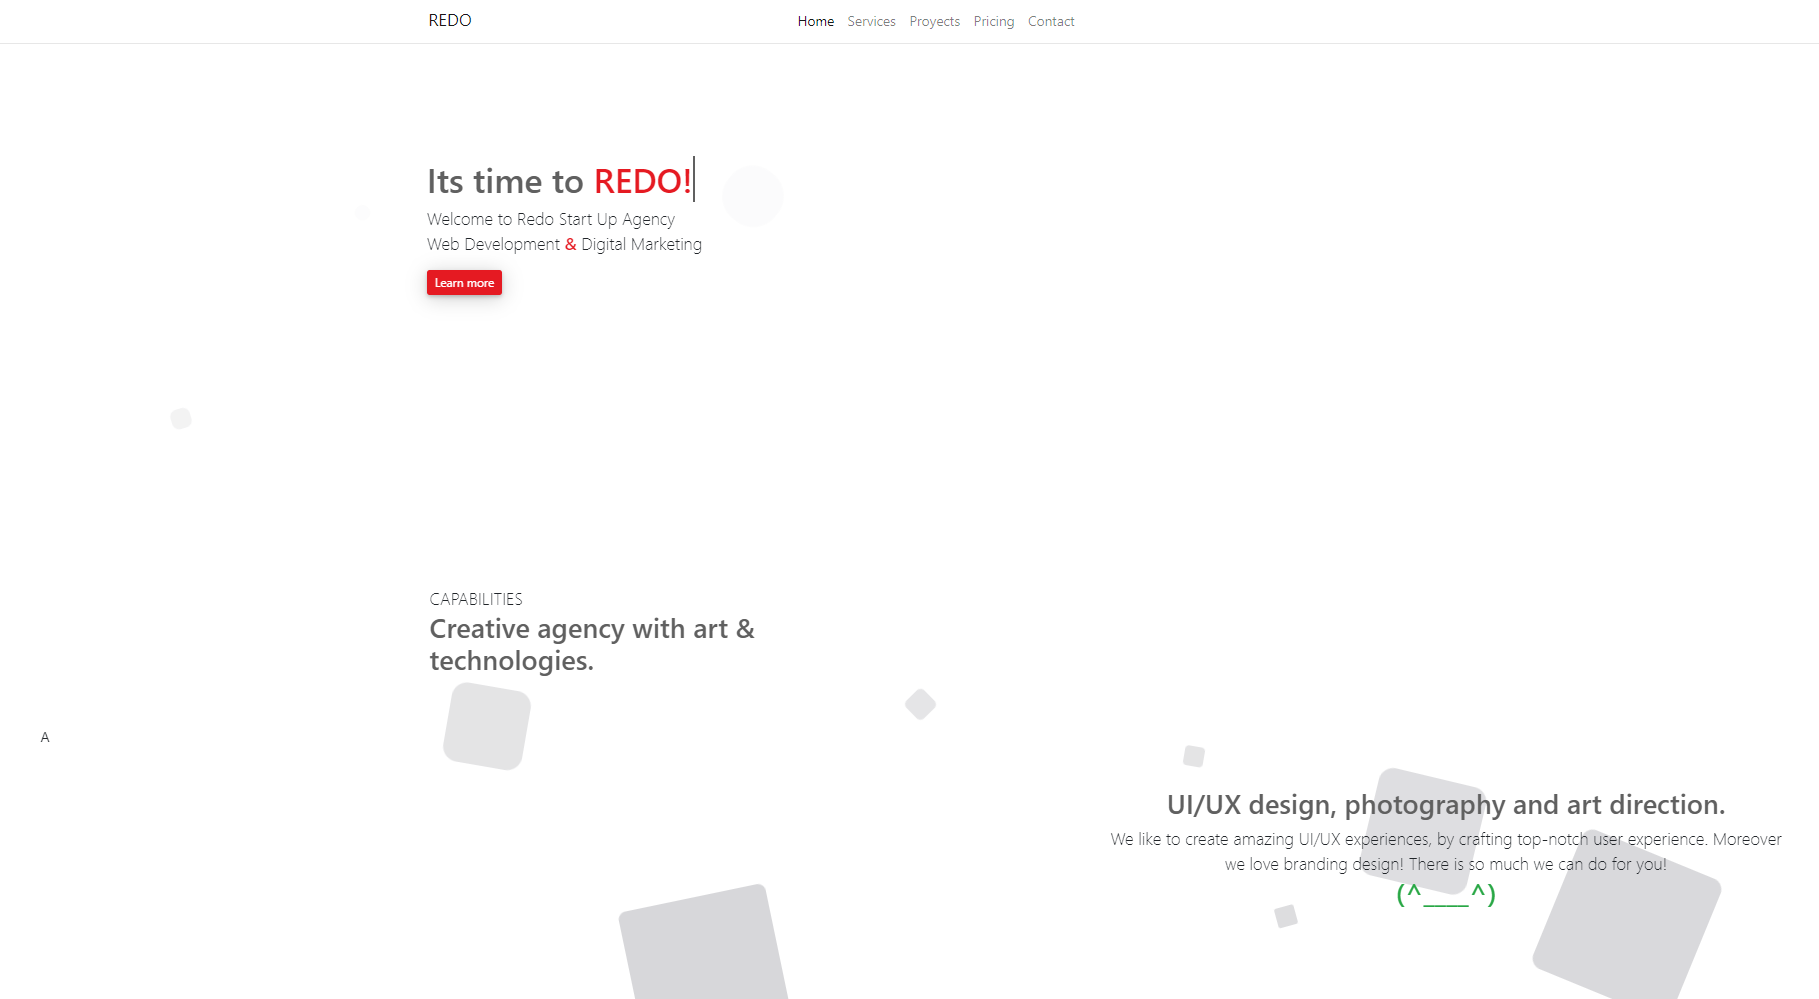 REDO
Home Services Proyects Pricing Contact
Its time to REDO!
Welcome to Redo Start Up Agency
Web Development & Digital Marketing
Learn more
CAPABILITIES
Creative agency with art &
technologies.
A
UI/UX design, photography and art direction.
We like to create amazing UI/UX experiences, by crafting top-notch user experience. Moreover
we love branding design! There is so much we can do for you!
(^____^)